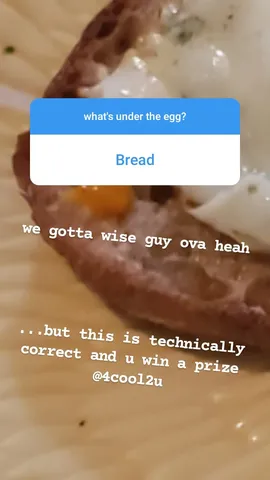 what's under the egg?
Bread
we gotta wise guy ova heah
...but this is technically
correct and u win a prize
@4cool2u